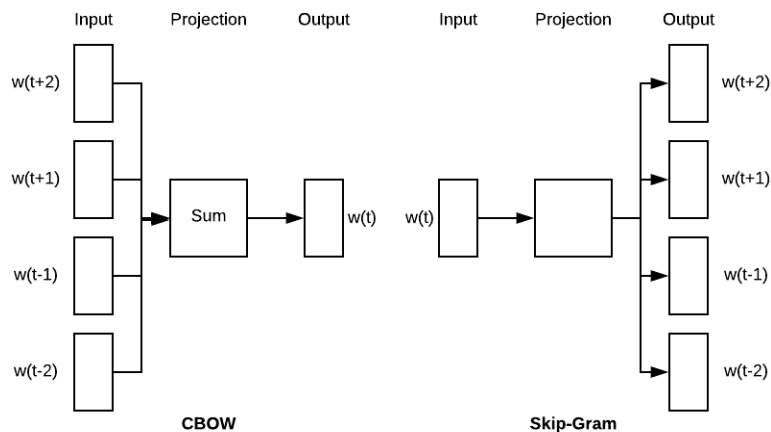 Input Projection Output Input Projection Output
w(t+2) w(t+2)
w(t+1) w(t+1)
Sum w(t) w(t)
w(t-1) w(t-1)
w(t-2) w(t-2)
CBOW Skip-Gram